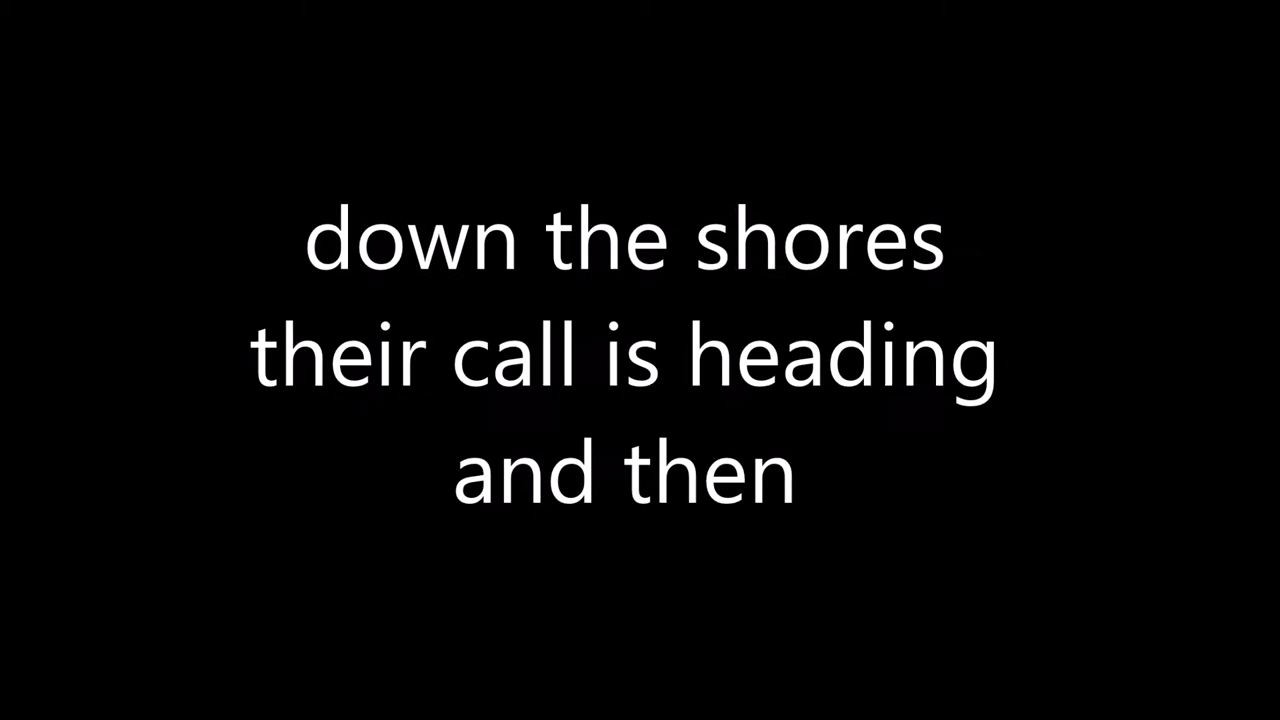 down the shores
their call is heading
and then